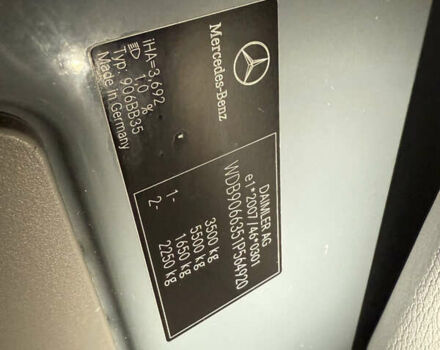 Mercedes-Benz
DAIMLER AG
e1*2007/46*0301
WDB9066351P564920
3500 kg
5500 kg
1- 1650 kg
2- 2250 kg
iHA=3,692
1,0 %
Typ. 906BB35
Made in Germany